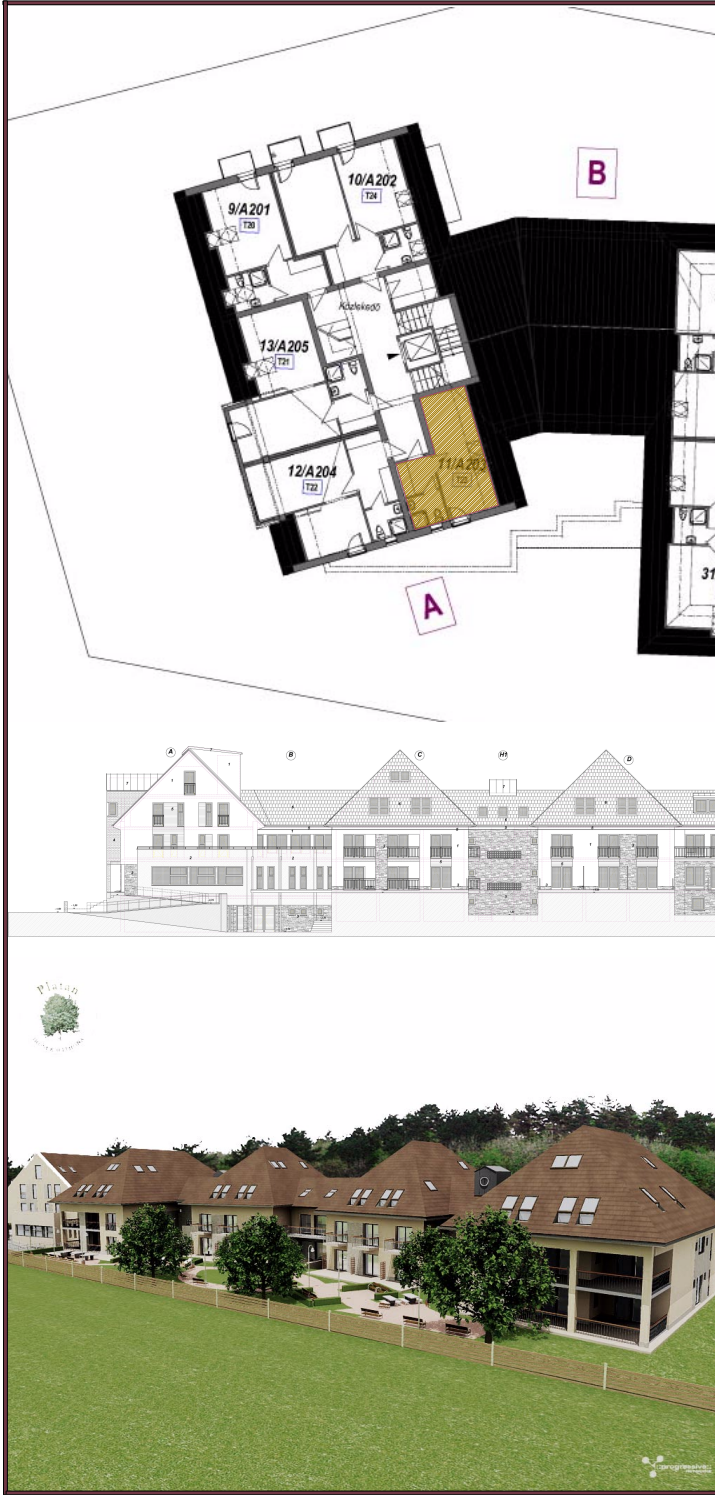 B
10/A202
T24
9/A201
T20
Közlekedő
13/A205
T21
11/A203
12/A204
T22
A
31
A
B
C
H1
D
Platán